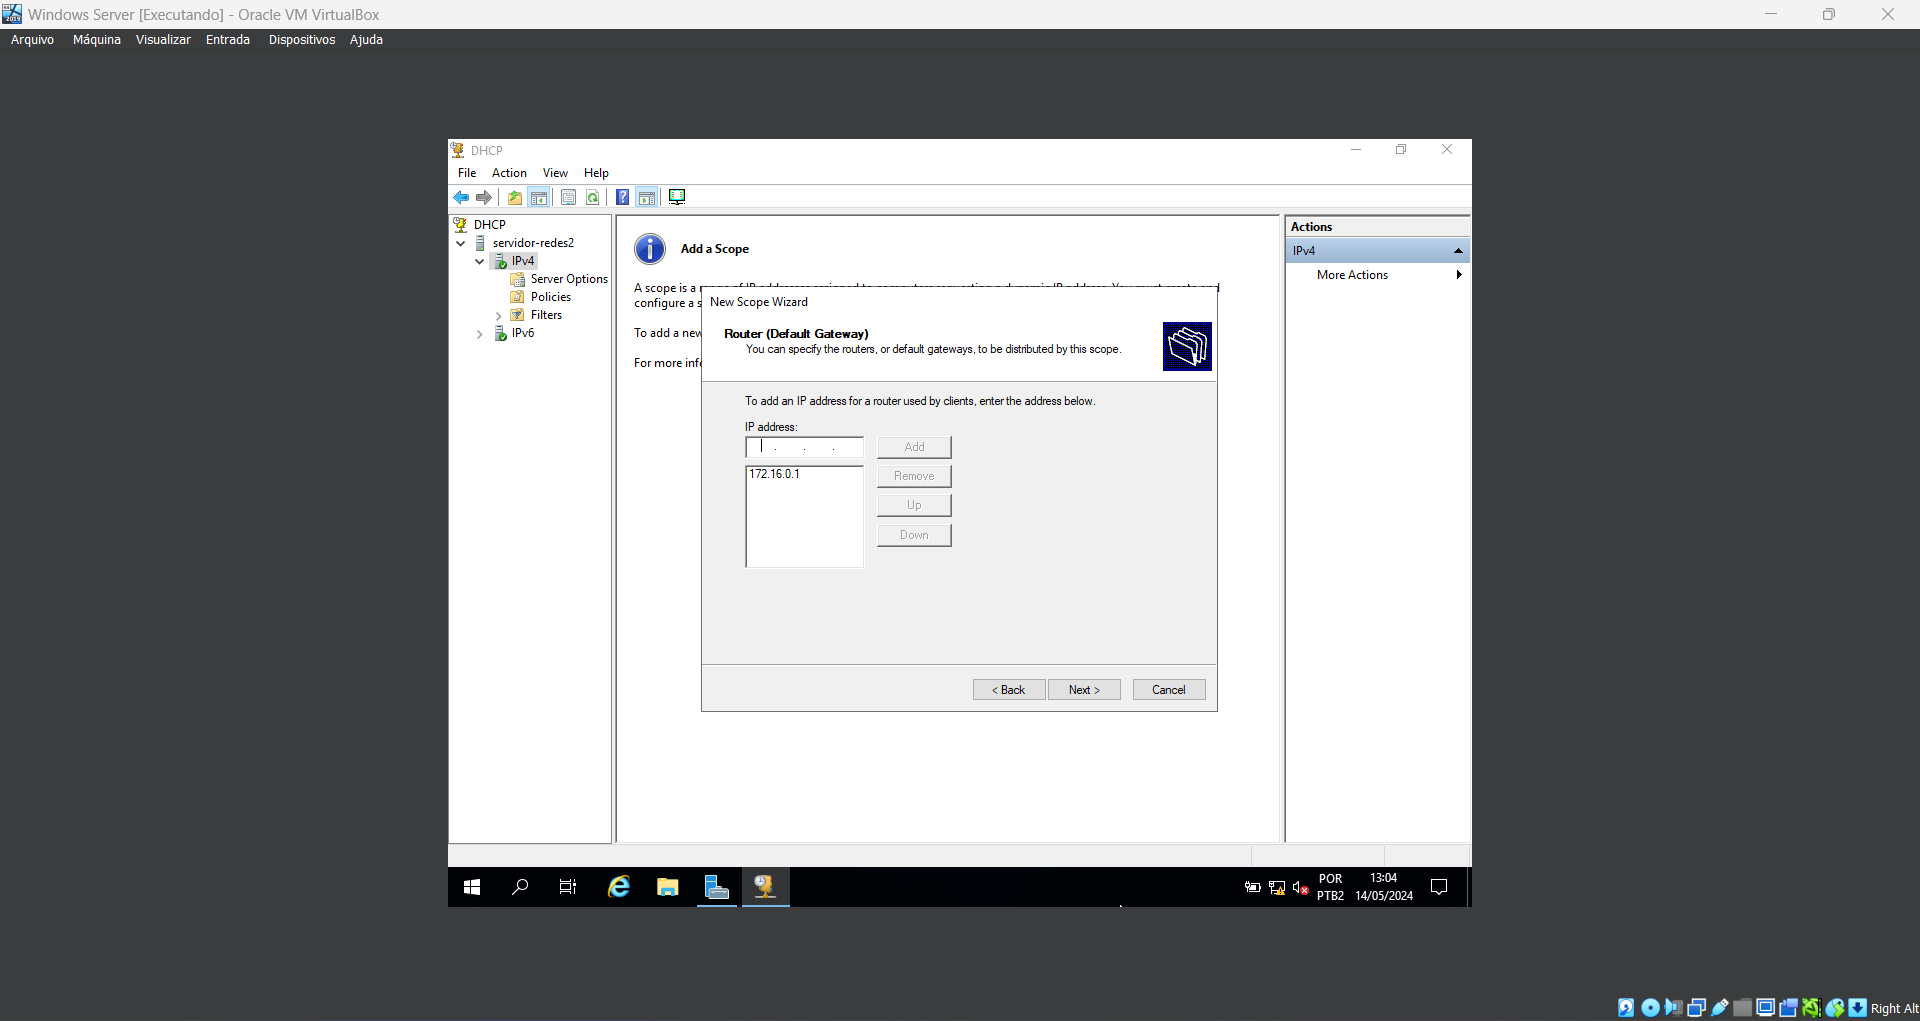 Windows Server [Executando] - Oracle VM VirtualBox
Arquivo Máquina Visualizar Entrada Dispositivos Ajuda
DHCP
File Action View Help
DHCP
servidor-redes2
IPv4
Server Options
Policies
Filters
IPv6
Add a Scope
A scope is a
configure a s
To add a new
For more info
New Scope Wizard
Router (Default Gateway)
You can specify the routers, or default gateways, to be distributed by this scope.
To add an IP address for a router used by clients, enter the address below.
IP address:
. . .
Add
172.16.0.1
Remove
Up
Down
< Back Next > Cancel
Actions
IPv4
More Actions
POR
PTB2
13:04
14/05/2024
Right Alt